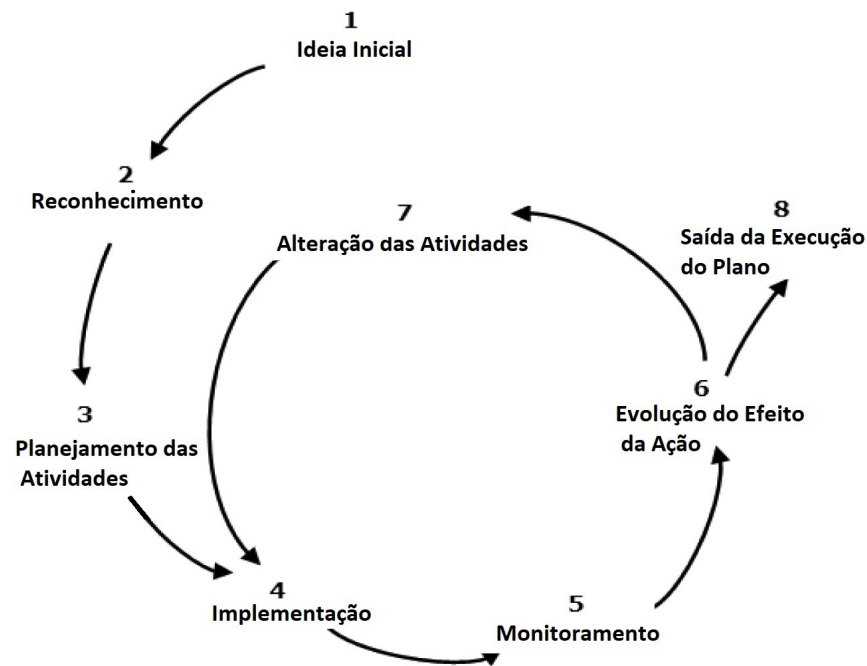 1
Ideia Inicial
2
Reconhecimento
3
Planejamento das
Atividades
4
Implementação
5
Monitoramento
6
Evolução do Efeito
da Ação
7
Alteração das Atividades
8
Saída da Execução
do Plano